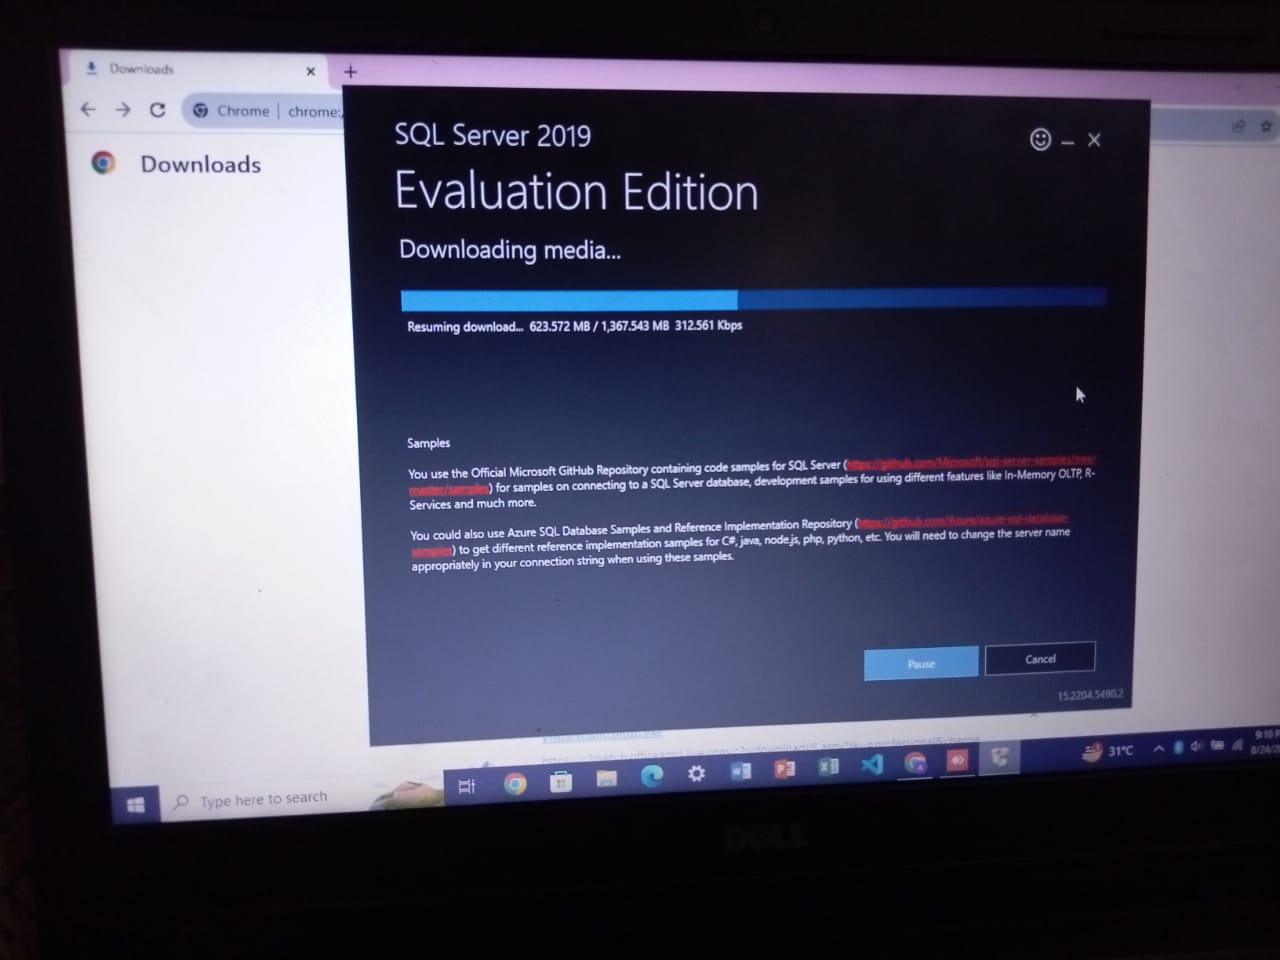 Downloads
Chrome | chrome:/
Downloads
SQL Server 2019
Evaluation Edition
Downloading media...
Resuming download... 623.572 MB / 1,367.543 MB 312.561 Kbps
Samples
You use the Official Microsoft GitHub Repository containing code samples for SQL Server (https://github.com/Microsoft/sql-server-samples/tree/
master/samples) for samples on connecting to a SQL Server database, development samples for using different features like In-Memory OLTP, R-
Services and much more.
You could also use Azure SQL Database Samples and Reference Implementation Repository (https://github.com/Azure/azure-sql-database-
samples) to get different reference implementation samples for C#, java, node.js, php, python, etc. You will need to change the server name
appropriately in your connection string when using these samples.
Pause
Cancel
15.2204.5490.2
Type here to search
31°C
9:10 P
8/24/2
DELL